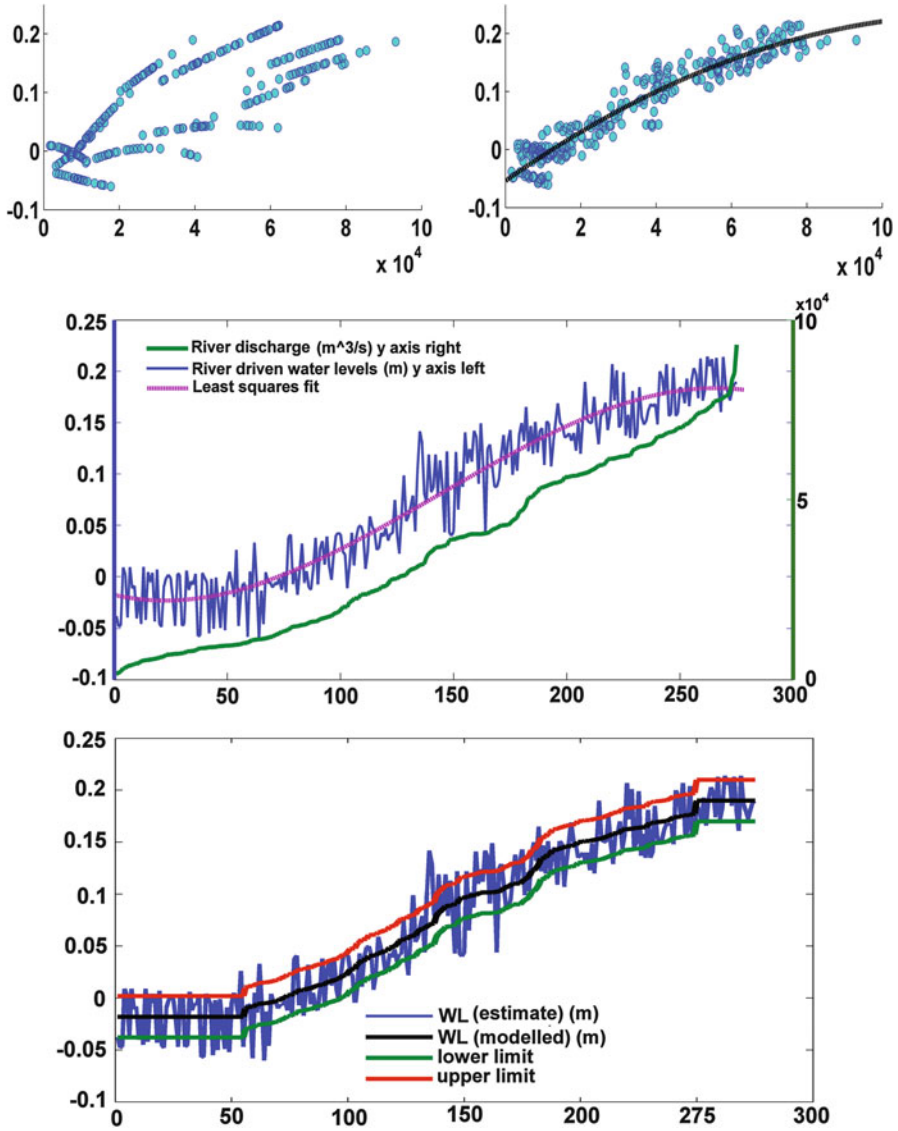 0.2
0.1
0
-0.1
0 2 4 6 8 10
x 10^4
0.2
0.1
0
-0.1
0 2 4 6 8 10
x 10^4
x10^4
0.25
0.2
0.15
0.1
0.05
0
-0.05
-0.1
River discharge (m^3/s) y axis right
River driven water levels (m) y axis left
Least squares fit
10
5
0
0 50 100 150 200 250 300
0.25
0.2
0.15
0.1
0.05
0
-0.05
-0.1
WL (estimate) (m)
WL (modelled) (m)
lower limit
upper limit
0 50 100 150 200 275 300